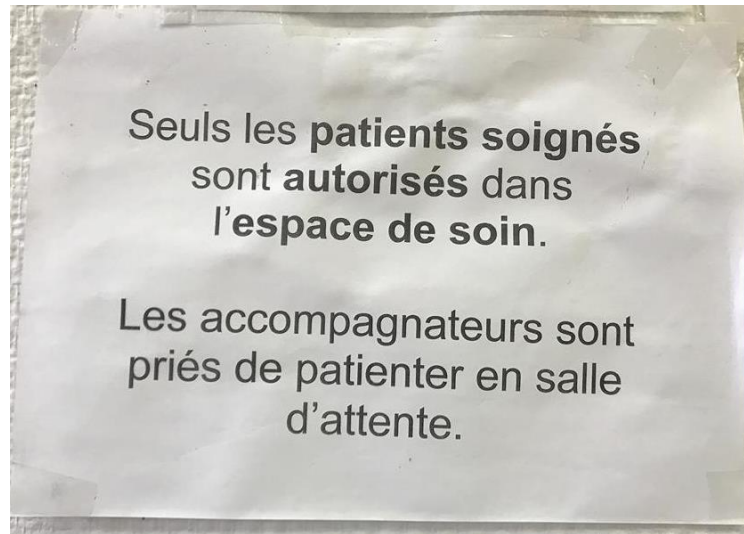 Seuls les patients soignés
sont autorisés dans
l'espace de soin.
Les accompagnateurs sont
priés de patienter en salle
d'attente.